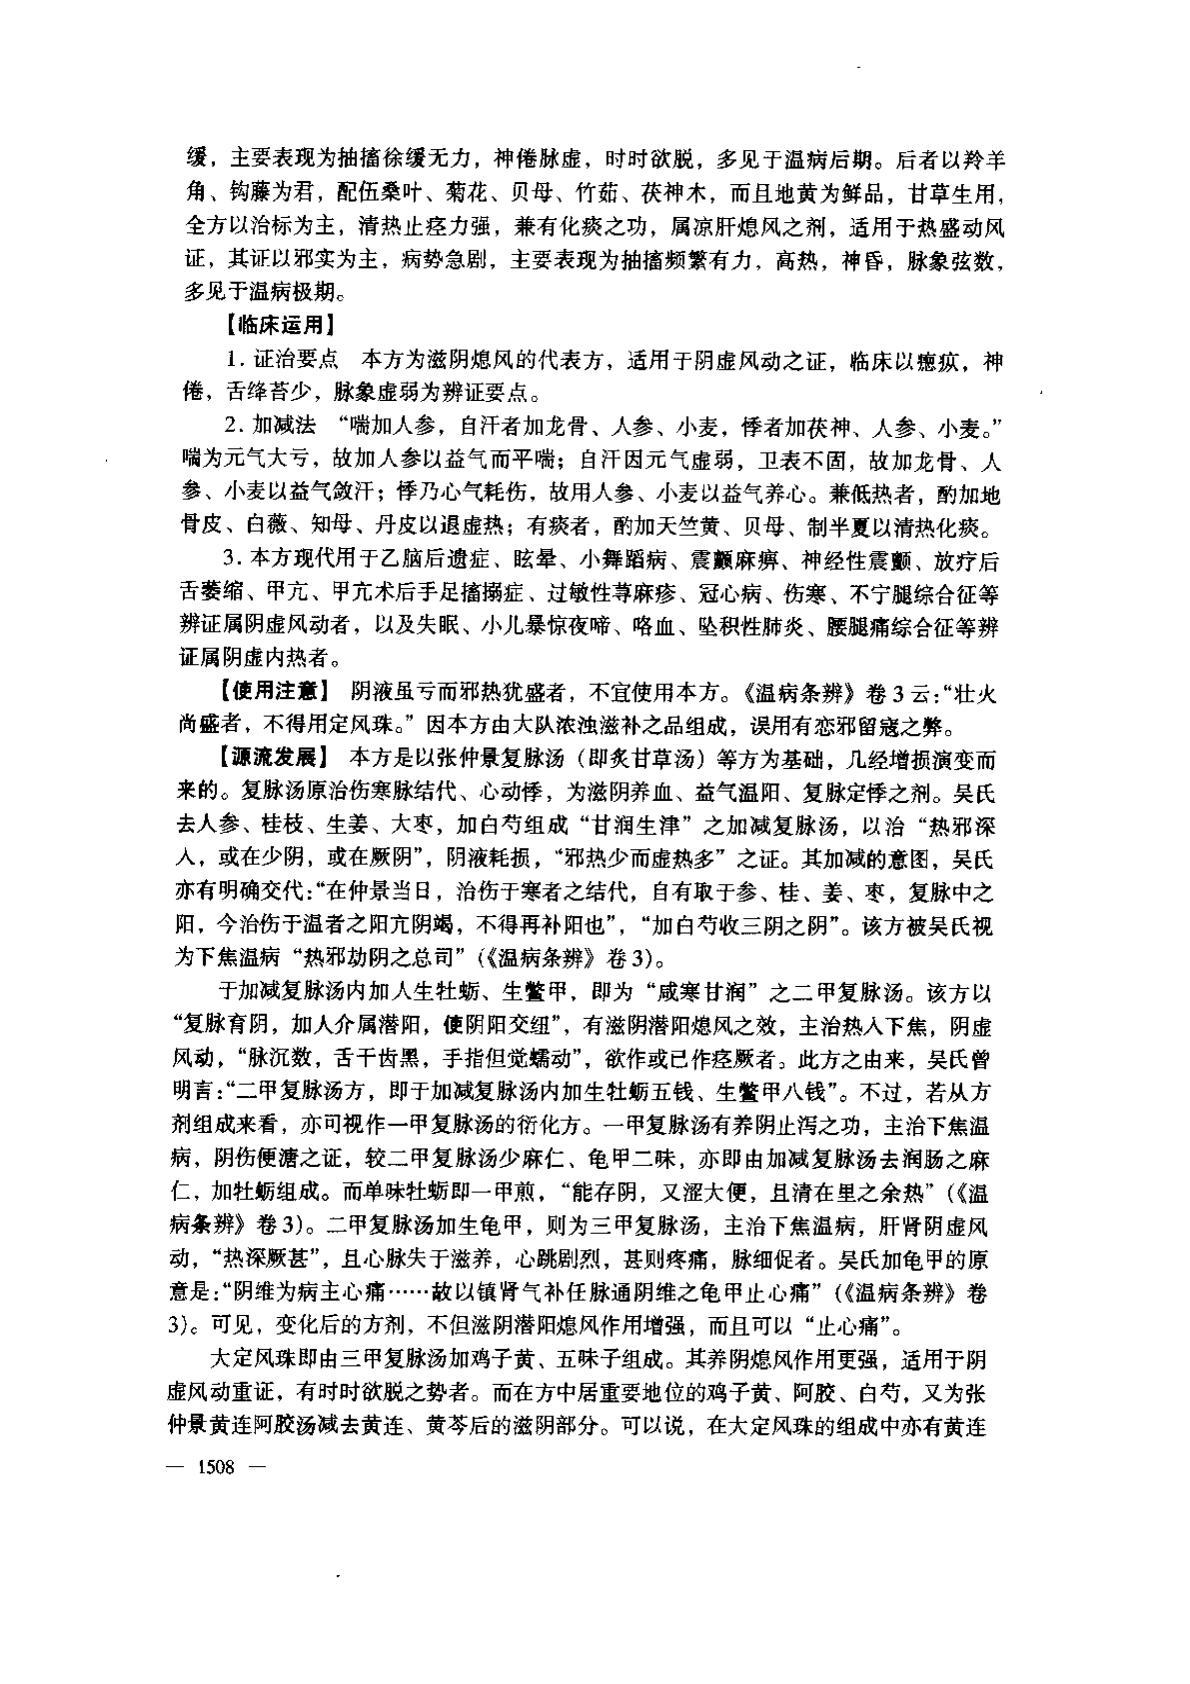 缓，主要表现为抽搐徐缓无力，神倦脉虚，时时欲脱，多见于温病后期。后者以羚羊
角、钩藤为君，配伍桑叶、菊花、贝母、竹茹、茯神木，而且地黄为鲜品，甘草生用，
全方以治标为主，清热止痉力强，兼有化痰之功，属凉肝熄风之剂，适用于热盛动风
证，其证以邪实为主，病势急剧，主要表现为抽搐频繁有力，高热，神昏，脉象弦数，
多见于温病极期。
【临床运用】
1. 证治要点　本方为滋阴熄风的代表方，适用于阴虚风动之证，临床以瘛疭，神
倦，舌绛苔少，脉象虚弱为辨证要点。
2. 加减法　“喘加人参，自汗者加龙骨、人参、小麦，悸者加茯神、人参、小麦。”
喘为元气大亏，故加人参以益气而平喘；自汗因元气虚弱，卫表不固，故加龙骨、人
参、小麦以益气敛汗；悸乃心气耗伤，故用人参、小麦以益气养心。兼低热者，酌加地
骨皮、白薇、知母、丹皮以退虚热；有痰者，酌加天竺黄、贝母、制半夏以清热化痰。
3. 本方现代用于乙脑后遗症、眩晕、小舞蹈病、震颤麻痹、神经性震颤、放疗后
舌萎缩、甲亢、甲亢术后手足搐搦症、过敏性荨麻疹、冠心病、伤寒、不宁腿综合征等
辨证属阴虚风动者，以及失眠、小儿暴惊夜啼、咯血、坠积性肺炎、腰腿痛综合征等辨
证属阴虚内热者。
【使用注意】　阴液虽亏而邪热犹盛者，不宜使用本方。《温病条辨》卷 3 云：“壮火
尚盛者，不得用定风珠。”因本方由大队浓浊滋补之品组成，误用有恋邪留寇之弊。
【源流发展】　本方是以张仲景复脉汤（即炙甘草汤）等方为基础，几经增损演变而
来的。复脉汤原治伤寒脉结代、心动悸，为滋阴养血、益气温阳、复脉定悸之剂。吴氏
去人参、桂枝、生姜、大枣，加白芍组成“甘润生津”之加减复脉汤，以治“热邪深
入，或在少阴，或在厥阴”，阴液耗损，“邪热少而虚热多”之证。其加减的意图，吴氏
亦有明确交代：“在仲景当日，治伤于寒者之结代，自有取于参、桂、姜、枣，复脉中之
阳，今治伤于温者之阳亢阴竭，不得再补阳也”，“加白芍收三阴之阴”。该方被吴氏视
为下焦温病“热邪劫阴之总司”（《温病条辨》卷 3）。
于加减复脉汤内加入生牡蛎、生鳖甲，即为“咸寒甘润”之二甲复脉汤。该方以
“复脉育阴，加入介属潜阳，使阴阳交纽”，有滋阴潜阳熄风之效，主治热入下焦，阴虚
风动，“脉沉数，舌干齿黑，手指但觉蠕动”，欲作或已作痉厥者。此方之由来，吴氏曾
明言：“二甲复脉汤方，即于加减复脉汤内加生牡蛎五钱、生鳖甲八钱”。不过，若从方
剂组成来看，亦可视作一甲复脉汤的衍化方。一甲复脉汤有养阴止泻之功，主治下焦温
病，阴伤便溏之证，较二甲复脉汤少麻仁、龟甲二味，亦即由加减复脉汤去润肠之麻
仁，加牡蛎组成。而单味牡蛎即一甲煎，“能存阴，又涩大便，且清在里之余热”（《温
病条辨》卷 3）。二甲复脉汤加生龟甲，则为三甲复脉汤，主治下焦温病，肝肾阴虚风
动，“热深厥甚”，且心脉失于滋养，心跳剧烈，甚则疼痛，脉细促者。吴氏加龟甲的原
意是：“阴维为病主心痛……故以镇肾气补任脉通阴维之龟甲止心痛”（《温病条辨》卷
3）。可见，变化后的方剂，不但滋阴潜阳熄风作用增强，而且可以“止心痛”。
大定风珠即由三甲复脉汤加鸡子黄、五味子组成。其养阴熄风作用更强，适用于阴
虚风动重证，有时时欲脱之势者。而在方中居重要地位的鸡子黄、阿胶、白芍，又为张
仲景黄连阿胶汤减去黄连、黄芩后的滋阴部分。可以说，在大定风珠的组成中亦有黄连
— 1508 —